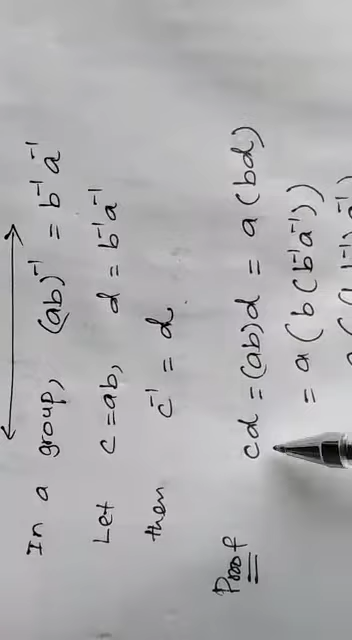 In a group, (ab)⁻¹ = b⁻¹a⁻¹
Let c = ab, d = b⁻¹a⁻¹
then c⁻¹ = d.
Proof cd = (ab)d = a(bd)
= a(b(b⁻¹a⁻¹))